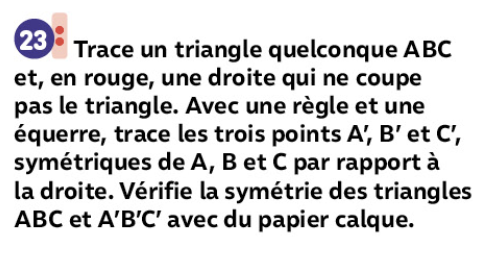 23 Trace un triangle quelconque ABC
et, en rouge, une droite qui ne coupe
pas le triangle. Avec une règle et une
équerre, trace les trois points A’, B’ et C’,
symétriques de A, B et C par rapport à
la droite. Vérifie la symétrie des triangles
ABC et A’B’C’ avec du papier calque.